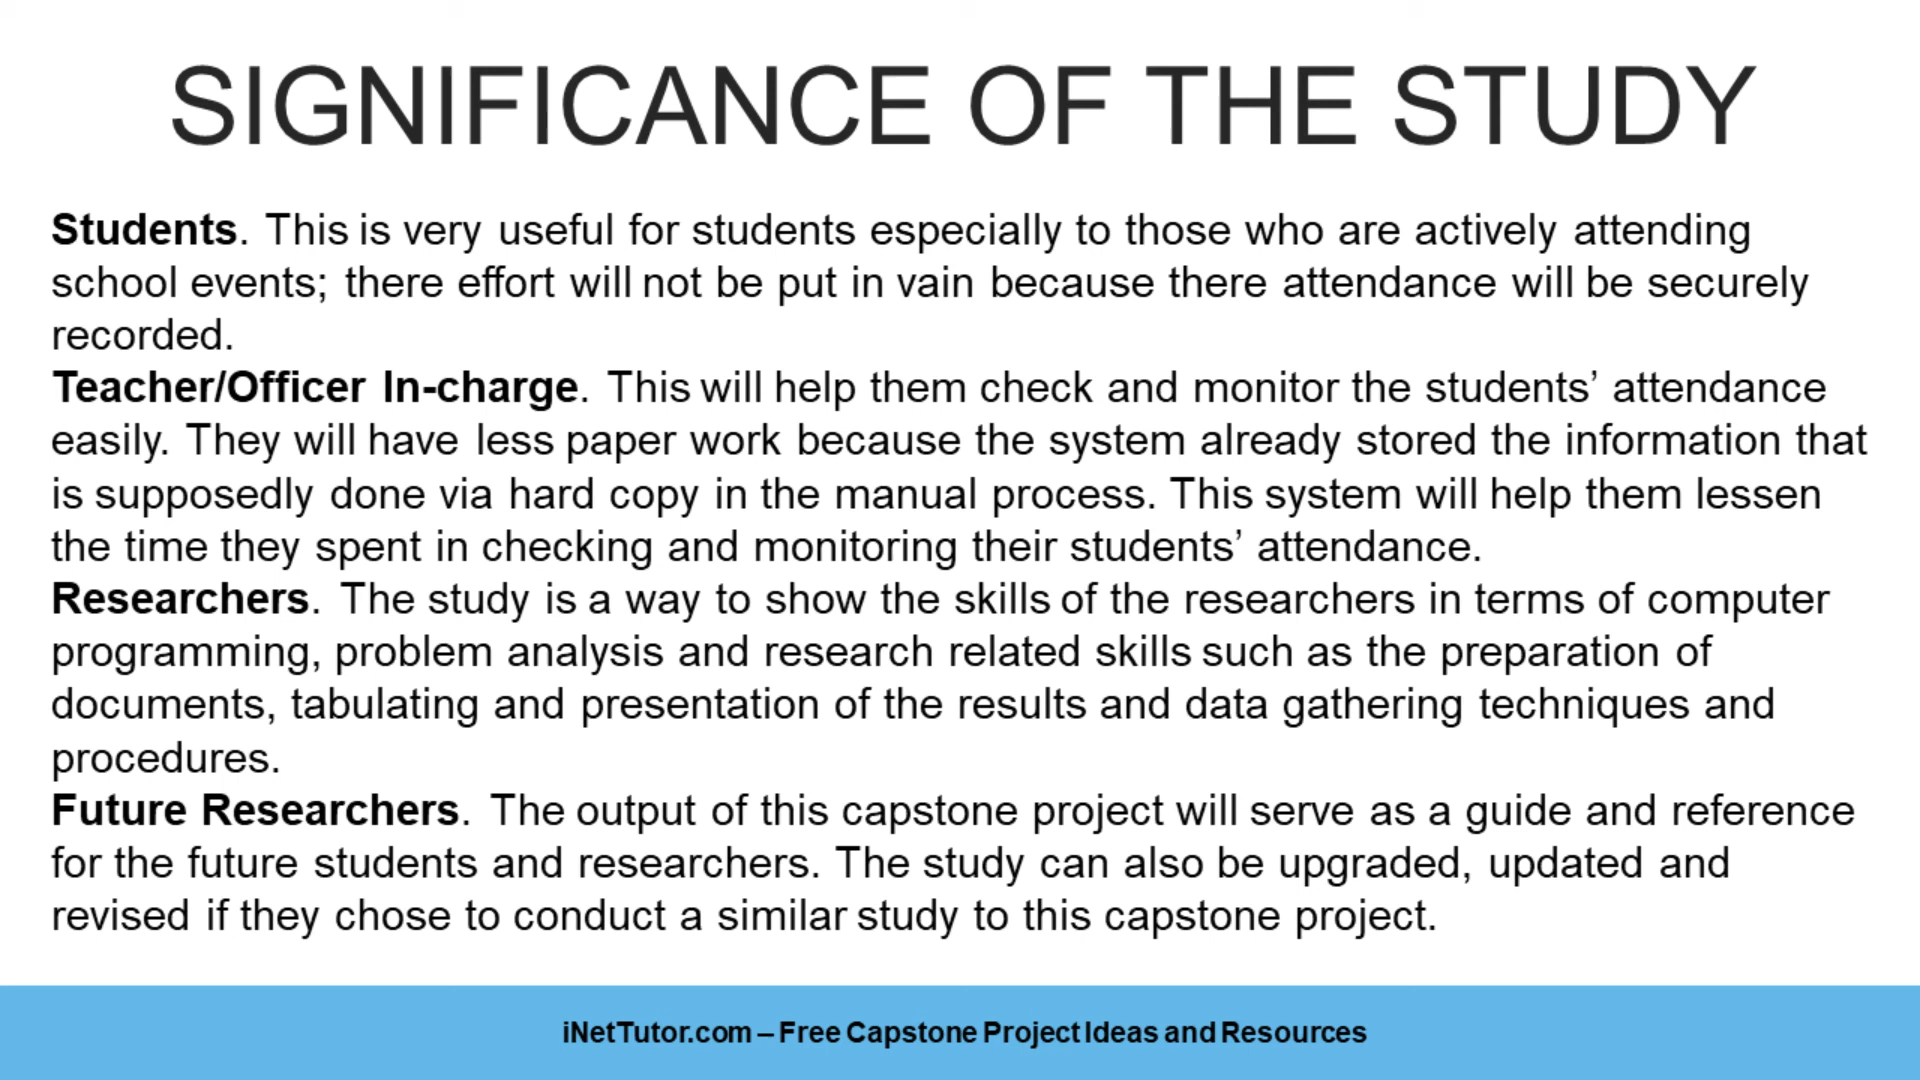 SIGNIFICANCE OF THE STUDY
Students. This is very useful for students especially to those who are actively attending
school events; there effort will not be put in vain because there attendance will be securely
recorded.
Teacher/Officer In-charge. This will help them check and monitor the students’ attendance
easily. They will have less paper work because the system already stored the information that
is supposedly done via hard copy in the manual process. This system will help them lessen
the time they spent in checking and monitoring their students’ attendance.
Researchers. The study is a way to show the skills of the researchers in terms of computer
programming, problem analysis and research related skills such as the preparation of
documents, tabulating and presentation of the results and data gathering techniques and
procedures.
Future Researchers. The output of this capstone project will serve as a guide and reference
for the future students and researchers. The study can also be upgraded, updated and
revised if they chose to conduct a similar study to this capstone project.
iNetTutor.com – Free Capstone Project Ideas and Resources